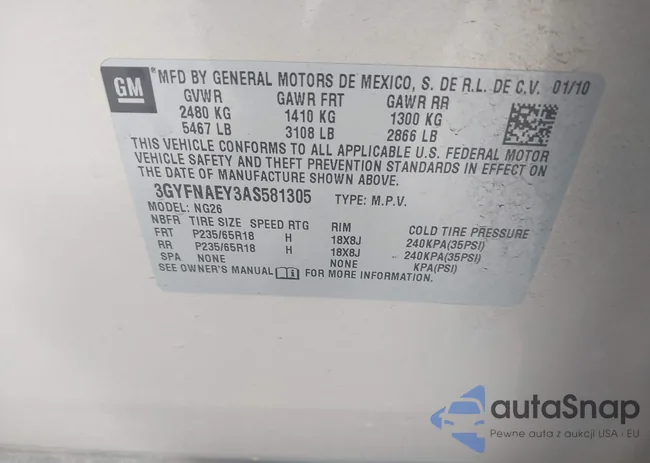 GM
*MFD BY GENERAL MOTORS DE MEXICO, S. DE R.L. DE C.V. 01/10
GVWR GAWR FRT GAWR RR
2480 KG 1410 KG 1300 KG
5467 LB 3108 LB 2866 LB
THIS VEHICLE CONFORMS TO ALL APPLICABLE U.S. FEDERAL MOTOR
VEHICLE SAFETY AND THEFT PREVENTION STANDARDS IN EFFECT ON
THE DATE OF MANUFACTURE SHOWN ABOVE.
3GYFNAEY3AS581305 TYPE: M.P.V.
MODEL: NG26
NBFR TIRE SIZE SPEED RTG RIM COLD TIRE PRESSURE
FRT P235/65R18 H 18X8J 240KPA(35PSI)
RR P235/65R18 H 18X8J 240KPA(35PSI)
SPA NONE NONE KPA(PSI)
SEE OWNER'S MANUAL FOR MORE INFORMATION.
autoSnap
Pewne auta z aukcji USA i EU